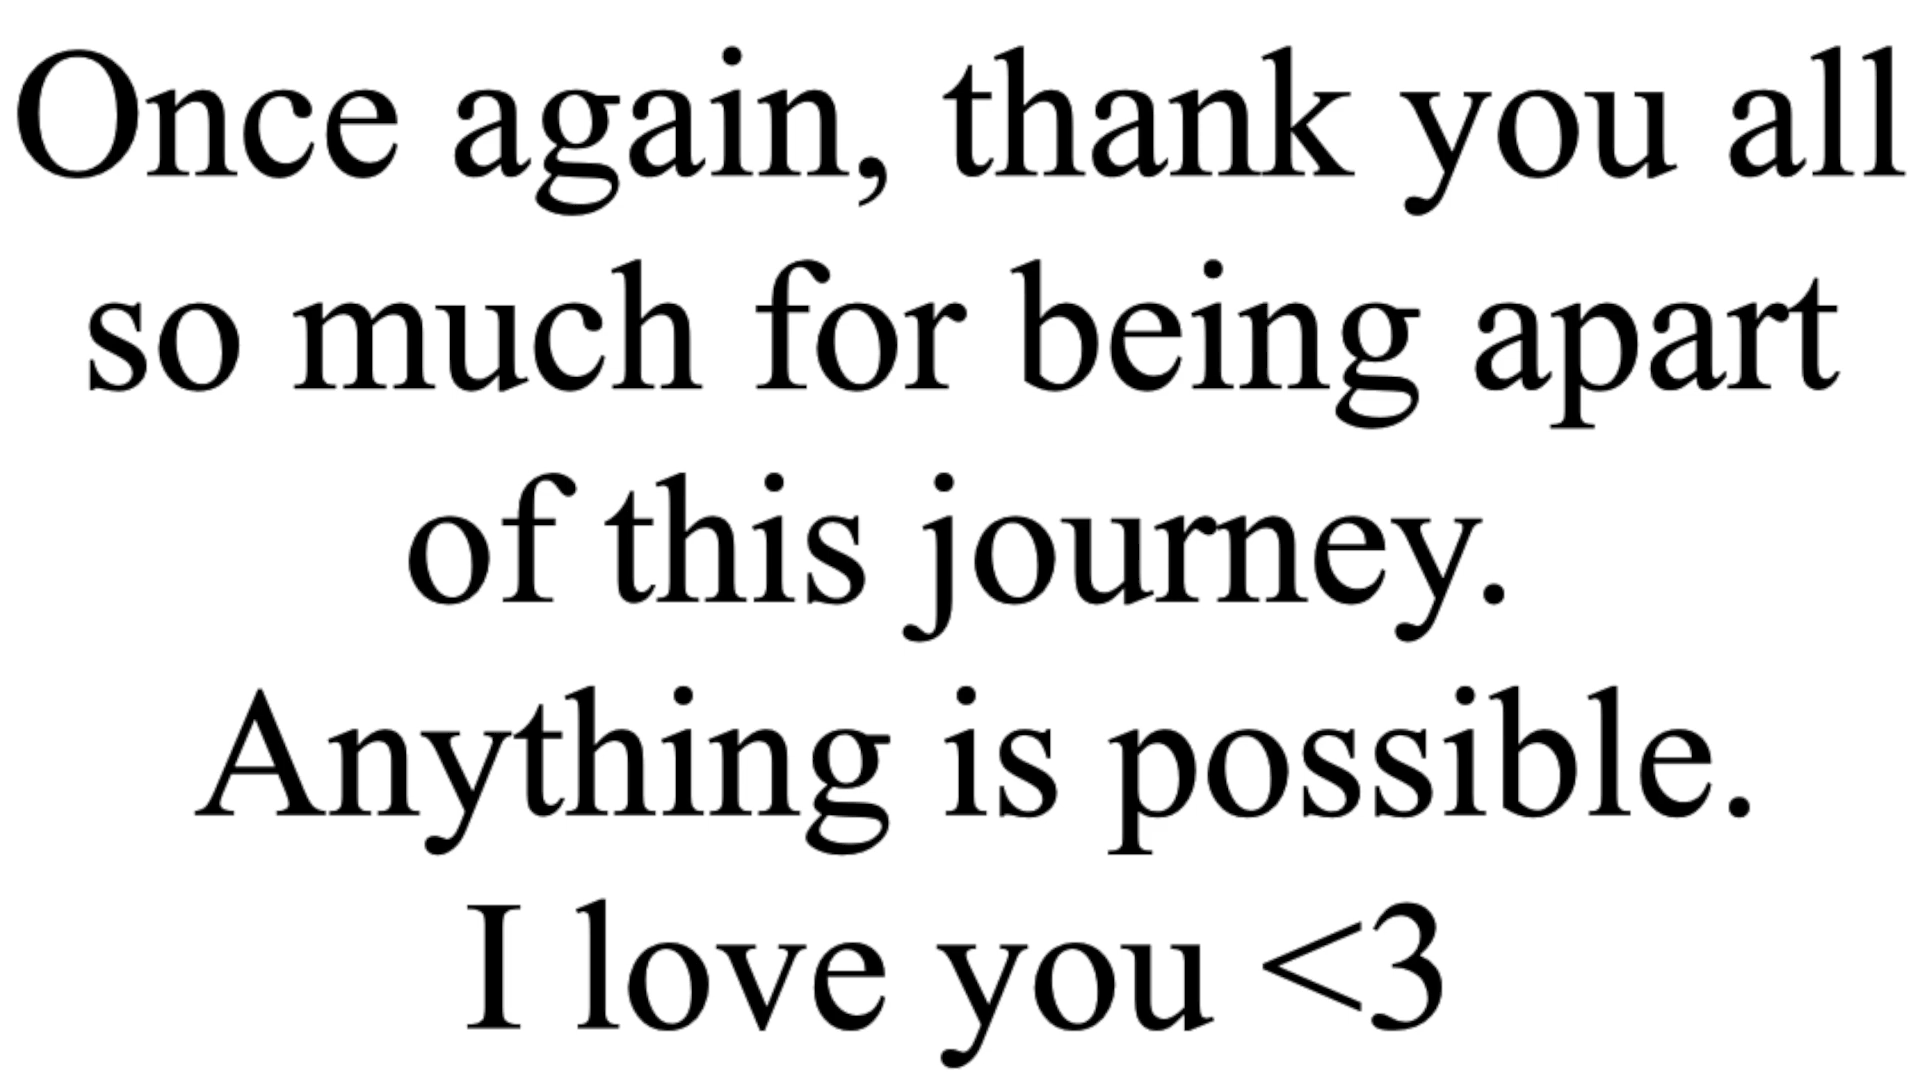 Once again, thank you all
so much for being apart
of this journey.
Anything is possible.
I love you <3